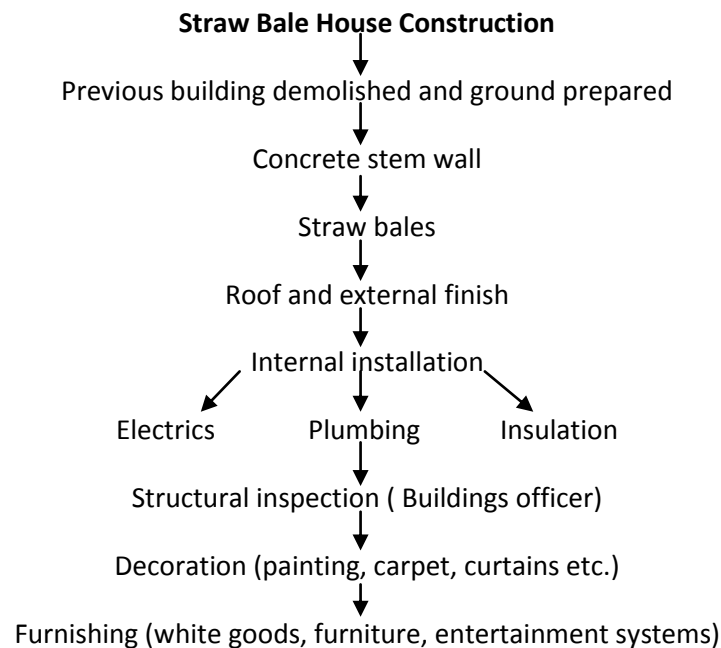 Straw Bale House Construction
Previous building demolished and ground prepared
Concrete stem wall
Straw bales
Roof and external finish
Internal installation
Electrics Plumbing Insulation
Structural inspection ( Buildings officer)
Decoration (painting, carpet, curtains etc.)
Furnishing (white goods, furniture, entertainment systems)